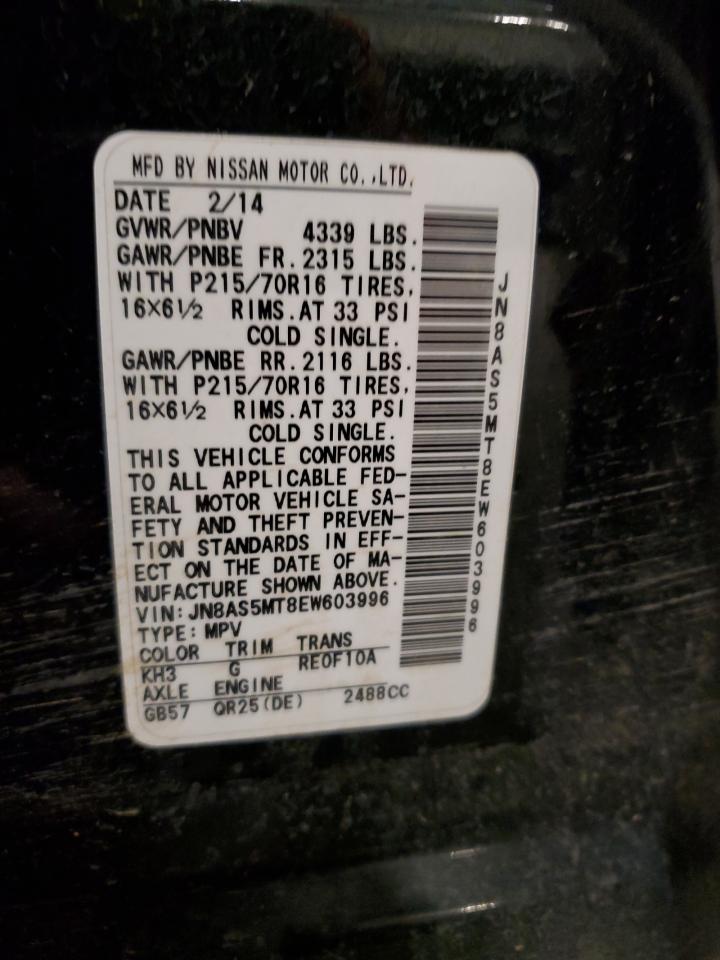 MFD BY NISSAN MOTOR CO.,LTD.
DATE 2/14
GVWR/PNBV 4339 LBS.
GAWR/PNBE FR. 2315 LBS.
WITH P215/70R16 TIRES,
16×6½ RIMS.AT 33 PSI
COLD SINGLE.
GAWR/PNBE RR. 2116 LBS.
WITH P215/70R16 TIRES,
16×6½ RIMS.AT 33 PSI
COLD SINGLE.
THIS VEHICLE CONFORMS
TO ALL APPLICABLE FED-
ERAL MOTOR VEHICLE SA-
FETY AND THEFT PREVEN-
TION STANDARDS IN EFF-
ECT ON THE DATE OF MA-
NUFACTURE SHOWN ABOVE.
VIN: JN8AS5MT8EW603996
TYPE: MPV
COLOR TRIM TRANS
KH3 G RE0F10A
AXLE ENGINE
GB57 QR25(DE) 2488CC
JN8AS5MT8EW603996